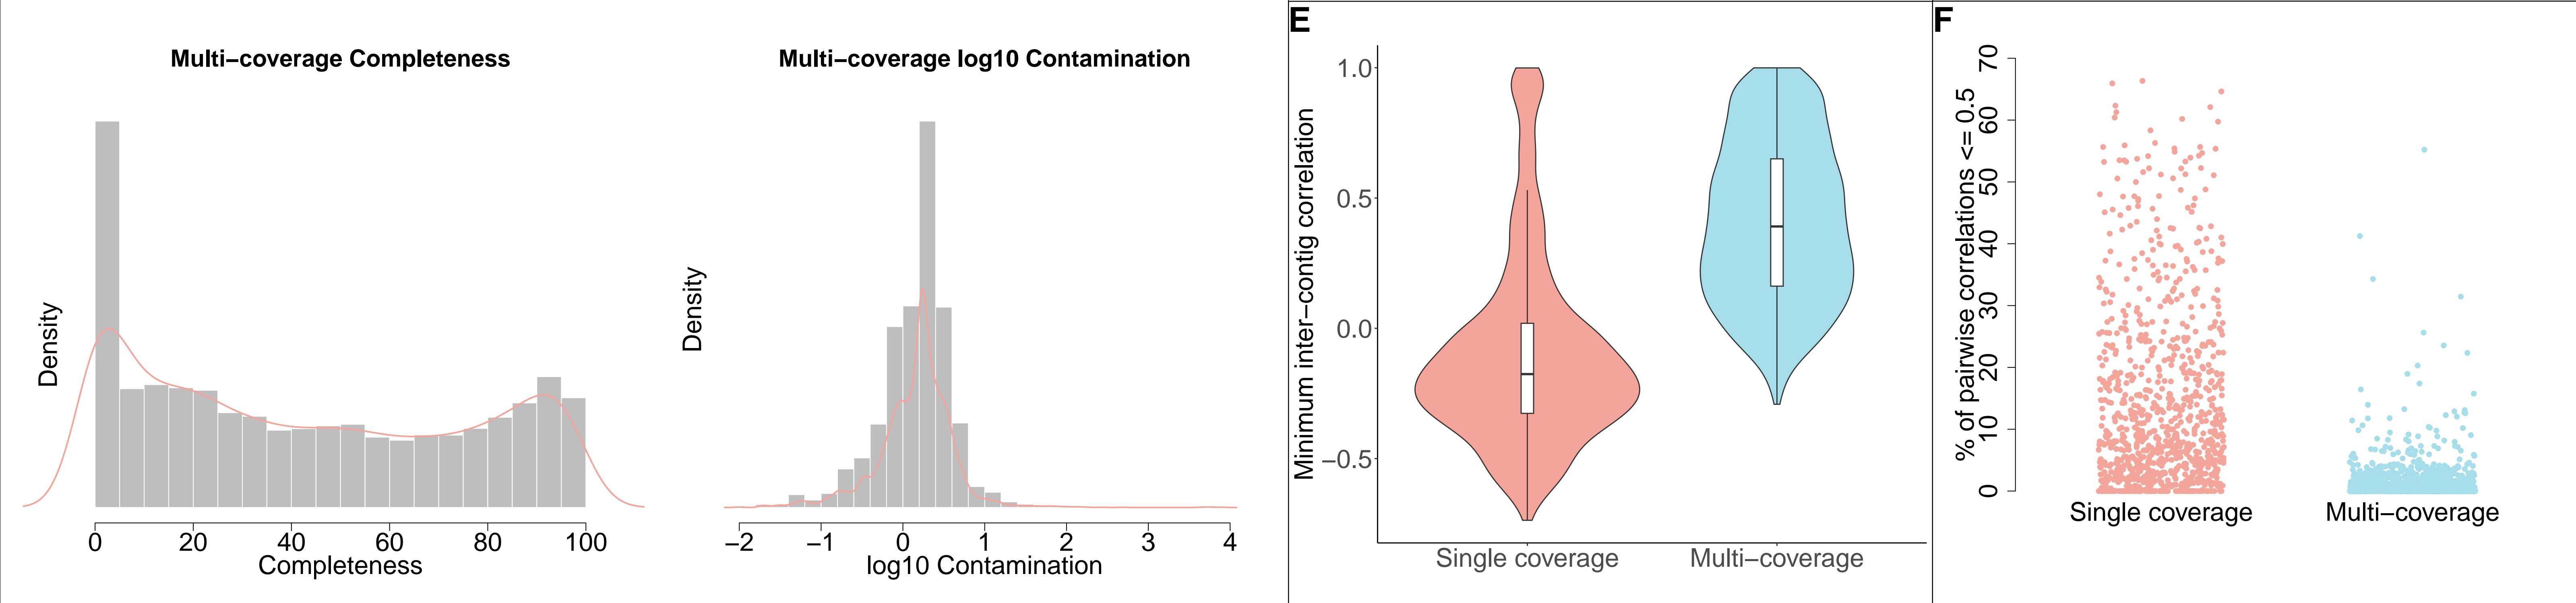 Multi−coverage Completeness
Density
0 20 40 60 80 100
Completeness
Multi−coverage log10 Contamination
Density
−2 −1 0 1 2 3 4
log10 Contamination
E
Minimum inter−contig correlation
1.0
0.5
0.0
−0.5
Single coverage Multi−coverage
F
% of pairwise correlations <= 0.5
70
60
50
40
30
20
10
0
Single coverage Multi−coverage